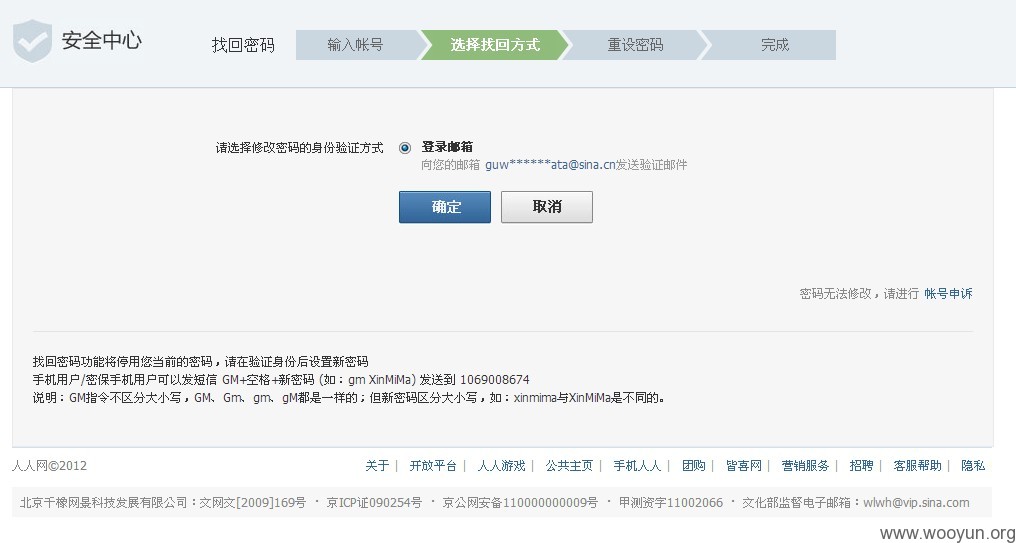 安全中心
找回密码
输入帐号
选择找回方式
重设密码
完成
请选择修改密码的身份验证方式
登录邮箱
向您的邮箱 guw******ata@sina.cn发送验证邮件
确定
取消
密码无法修改，请进行 帐号申诉
找回密码功能将停用您当前的密码，请在验证身份后设置新密码
手机用户/密保手机用户可以发短信 GM+空格+新密码 (如：gm XinMiMa) 发送到 1069008674
说明：GM指令不区分大小写，GM、Gm、gm、gM都是一样的；但新密码区分大小写，如：xinmima与XinMiMa是不同的。
人人网©2012
关于 | 开放平台 | 人人游戏 | 公共主页 | 手机人人 | 团购 | 皆喜网 | 营销服务 | 招聘 | 客服帮助 | 隐私
北京千橡网景科技发展有限公司：文网文[2009]169号 · 京ICP证090254号 · 京公网安备110000000009号 · 甲测资字11002066 · 文化部监督电子邮箱：wlwh@vip.sina.com
www.wooyun.org